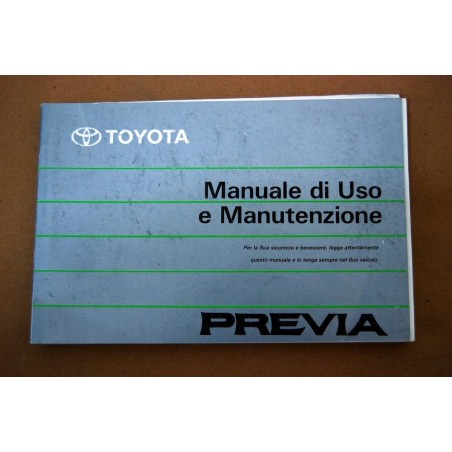 TOYOTA
Manuale di Uso
e Manutenzione
Per la Sua sicurezza e benessere, legga attentamente
questo manuale e lo tenga sempre nel Suo veicolo.
PREVIA